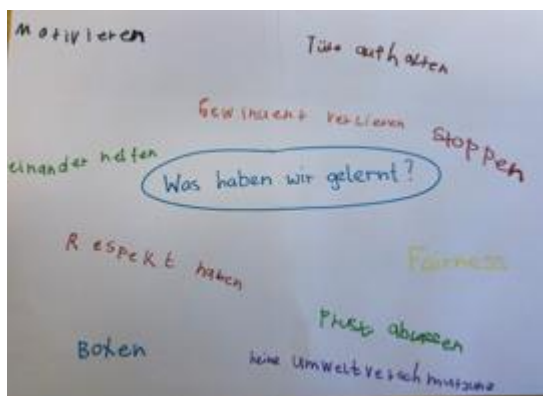 Motivieren
Türe aufhalten
Gewinnen + verlieren
Stoppen
einander helfen
Was haben wir gelernt?
Respekt haben
Fairness
Boxen
keine Umweltverschmutzung